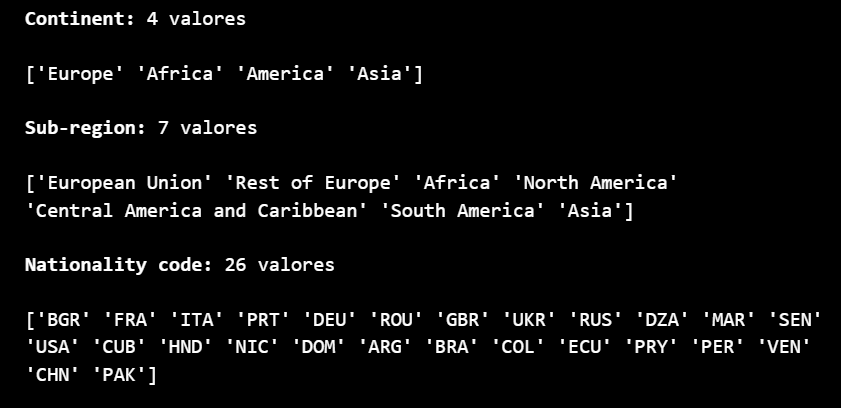 Continent: 4 valores
['Europe' 'Africa' 'America' 'Asia']
Sub-region: 7 valores
['European Union' 'Rest of Europe' 'Africa' 'North America'
'Central America and Caribbean' 'South America' 'Asia']
Nationality code: 26 valores
['BGR' 'FRA' 'ITA' 'PRT' 'DEU' 'ROU' 'GBR' 'UKR' 'RUS' 'DZA' 'MAR' 'SEN'
'USA' 'CUB' 'HND' 'NIC' 'DOM' 'ARG' 'BRA' 'COL' 'ECU' 'PRY' 'PER' 'VEN'
'CHN' 'PAK']